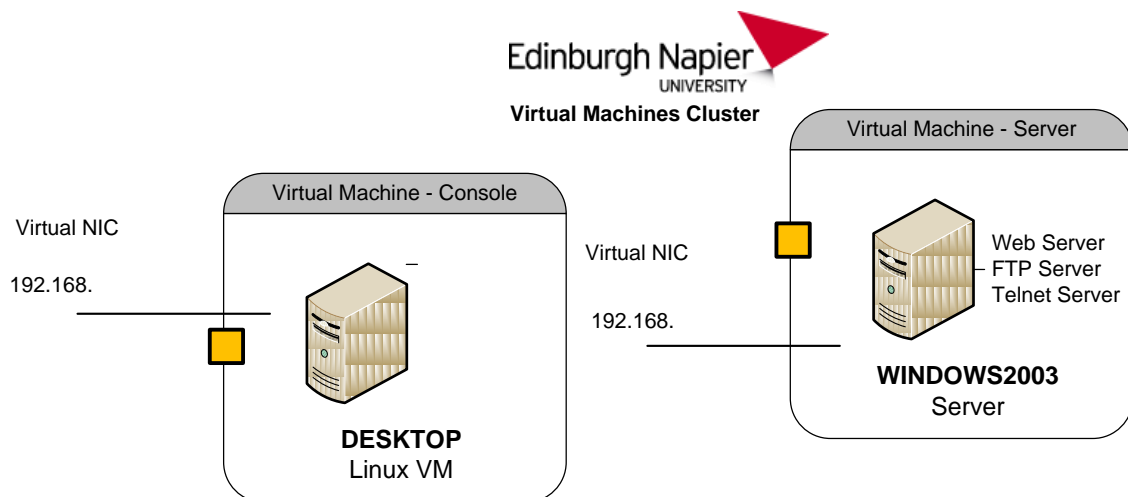 Edinburgh Napier
UNIVERSITY
Virtual Machines Cluster
Virtual Machine - Server
Virtual Machine - Console
Virtual NIC
192.168.
DESKTOP
Linux VM
Virtual NIC
192.168.
Web Server
FTP Server
Telnet Server
WINDOWS2003
Server